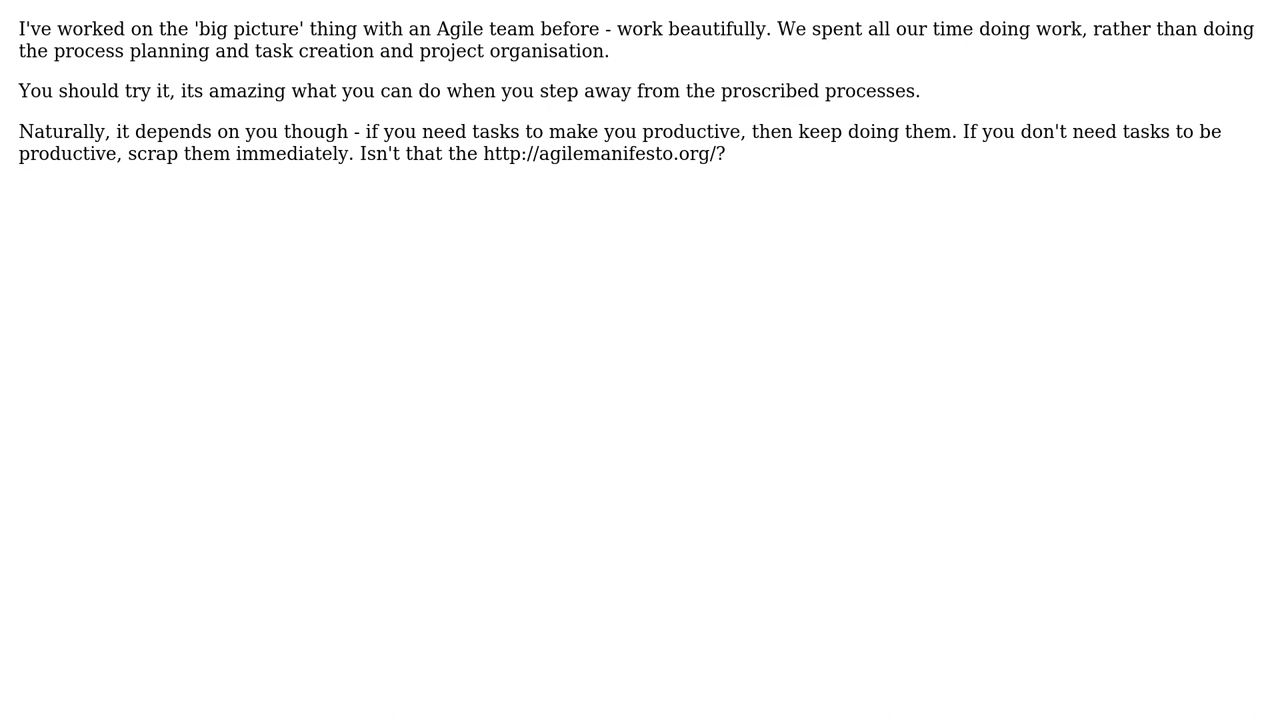 I've worked on the 'big picture' thing with an Agile team before - work beautifully. We spent all our time doing work, rather than doing
the process planning and task creation and project organisation.
You should try it, its amazing what you can do when you step away from the proscribed processes.
Naturally, it depends on you though - if you need tasks to make you productive, then keep doing them. If you don't need tasks to be
productive, scrap them immediately. Isn't that the http://agilemanifesto.org/?